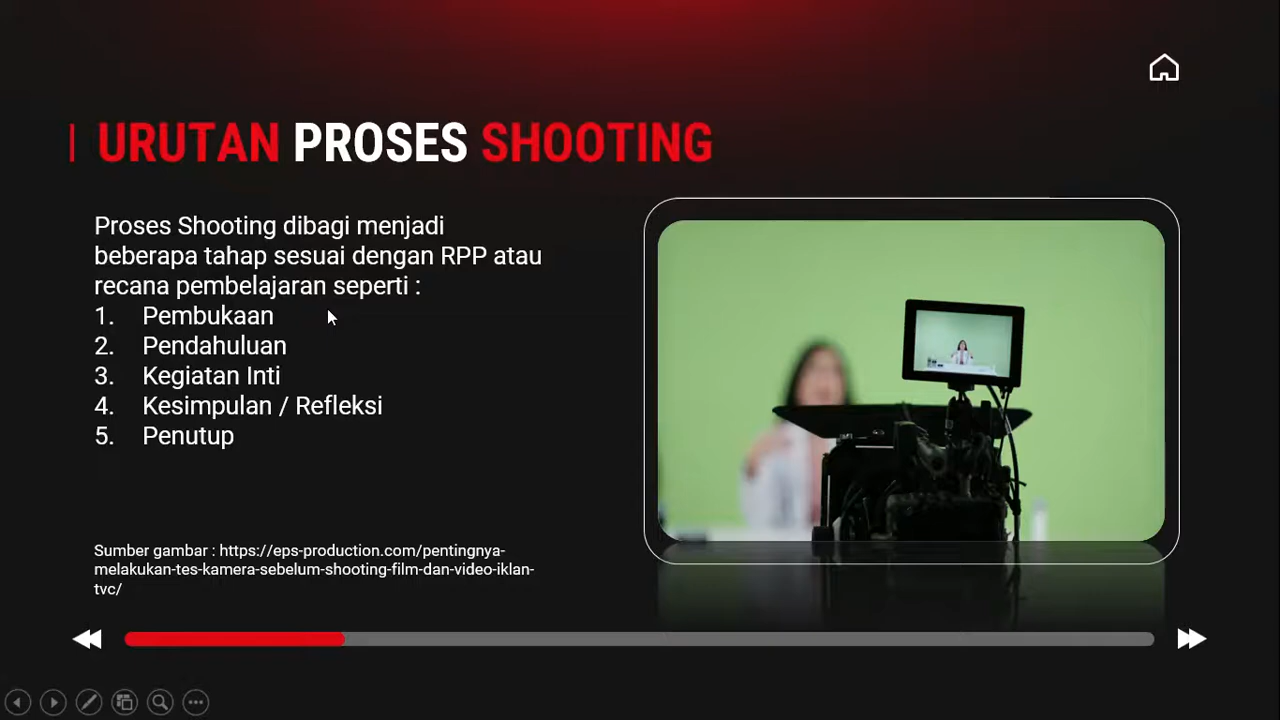 URUTAN PROSES SHOOTING
Proses Shooting dibagi menjadi
beberapa tahap sesuai dengan RPP atau
recana pembelajaran seperti :
1. Pembukaan
2. Pendahuluan
3. Kegiatan Inti
4. Kesimpulan / Refleksi
5. Penutup
Sumber gambar : https://eps-production.com/pentingnya-
melakukan-tes-kamera-sebelum-shooting-film-dan-video-iklan-
tvc/